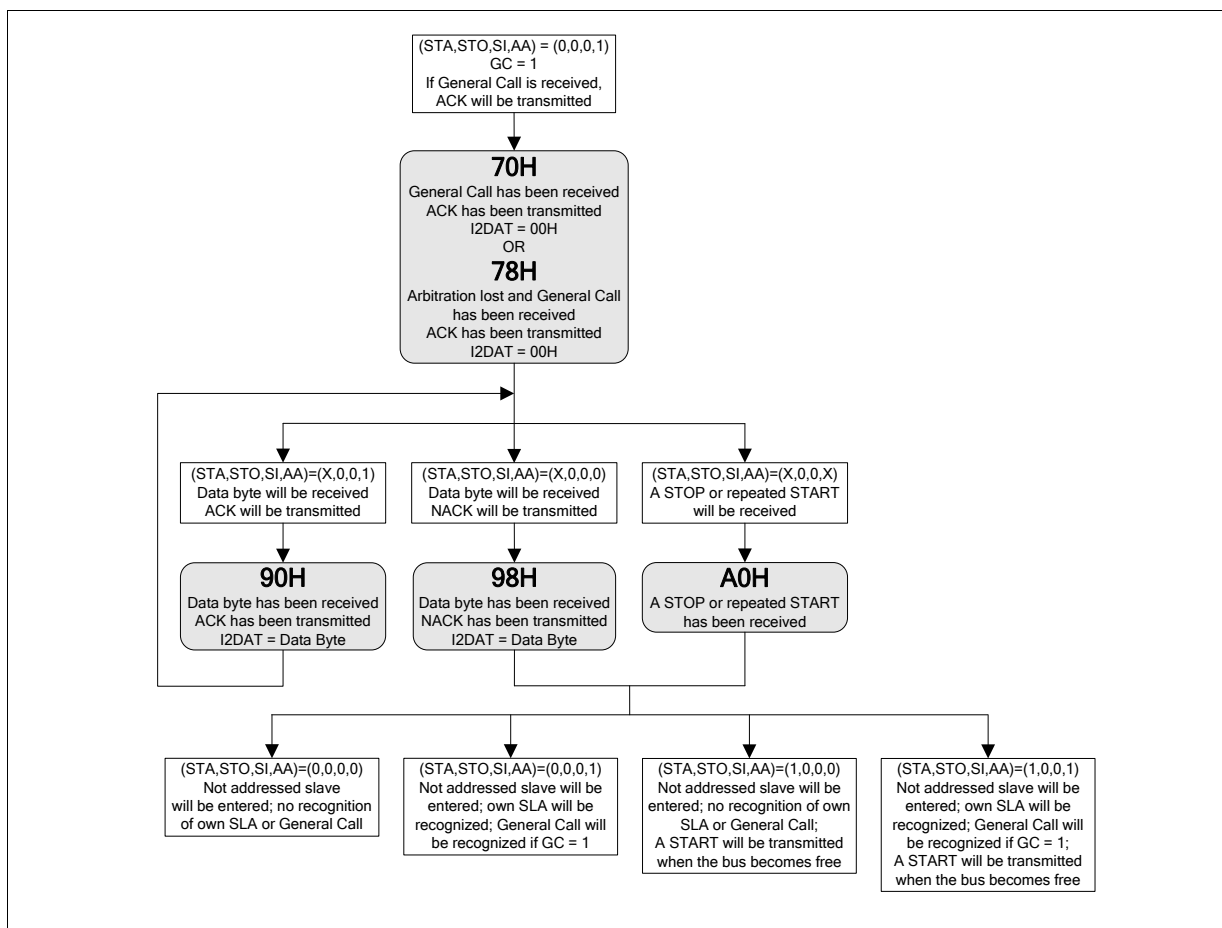 (STA,STO,SI,AA) = (0,0,0,1)
GC = 1
If General Call is received,
ACK will be transmitted
70H
General Call has been received
ACK has been transmitted
I2DAT = 00H
OR
78H
Arbitration lost and General Call
has been received
ACK has been transmitted
I2DAT = 00H
(STA,STO,SI,AA)=(X,0,0,1)
Data byte will be received
ACK will be transmitted
(STA,STO,SI,AA)=(X,0,0,0)
Data byte will be received
NACK will be transmitted
(STA,STO,SI,AA)=(X,0,0,X)
A STOP or repeated START
will be received
90H
Data byte has been received
ACK has been transmitted
I2DAT = Data Byte
98H
Data byte has been received
NACK has been transmitted
I2DAT = Data Byte
A0H
A STOP or repeated START
has been received
(STA,STO,SI,AA)=(0,0,0,0)
Not addressed slave
will be entered; no recognition
of own SLA or General Call
(STA,STO,SI,AA)=(0,0,0,1)
Not addressed slave will be
entered; own SLA will be
recognized; General Call will
be recognized if GC = 1
(STA,STO,SI,AA)=(1,0,0,0)
Not addressed slave will be
entered; no recognition of own
SLA or General Call;
A START will be transmitted
when the bus becomes free
(STA,STO,SI,AA)=(1,0,0,1)
Not addressed slave will be
entered; own SLA will be
recognized; General Call will
be recognized if GC = 1;
A START will be transmitted
when the bus becomes free